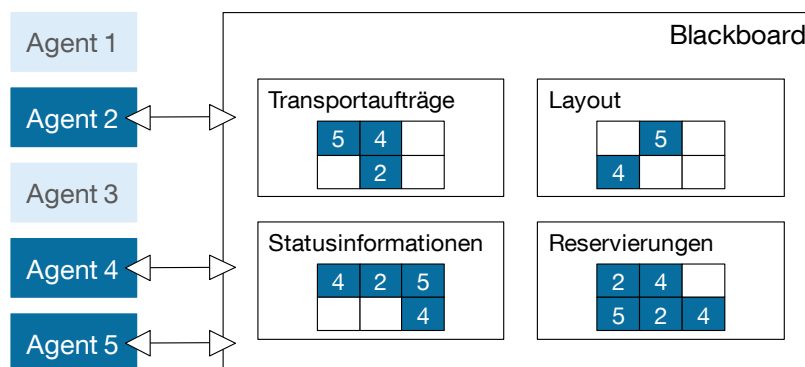 Agent 1
Agent 2
Agent 3
Agent 4
Agent 5
Blackboard
Transportaufträge
5 4
2
Layout
5
4
Statusinformationen
4 2 5
4
Reservierungen
2 4
5 2 4